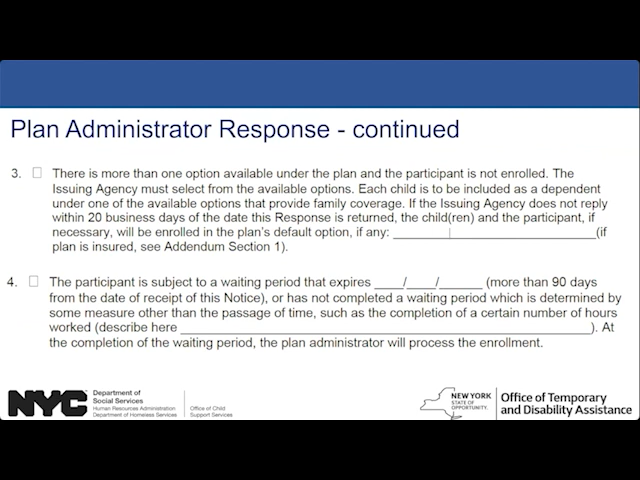 Plan Administrator Response - continued
3. There is more than one option available under the plan and the participant is not enrolled. The
Issuing Agency must select from the available options. Each child is to be included as a dependent
under one of the available options that provide family coverage. If the Issuing Agency does not reply
within 20 business days of the date this Response is returned, the child(ren) and the participant, if
necessary, will be enrolled in the plan's default option, if any: ____________________________(if
plan is insured, see Addendum Section 1).
4. The participant is subject to a waiting period that expires ____/____/______ (more than 90 days
from the date of receipt of this Notice), or has not completed a waiting period which is determined by
some measure other than the passage of time, such as the completion of a certain number of hours
worked (describe here ________________________________________________________). At
the completion of the waiting period, the plan administrator will process the enrollment.
NYC
Department of
Social Services
Human Resources Administration
Department of Homeless Services
Office of Child
Support Services
NEW YORK
STATE OF
OPPORTUNITY.
Office of Temporary
and Disability Assistance